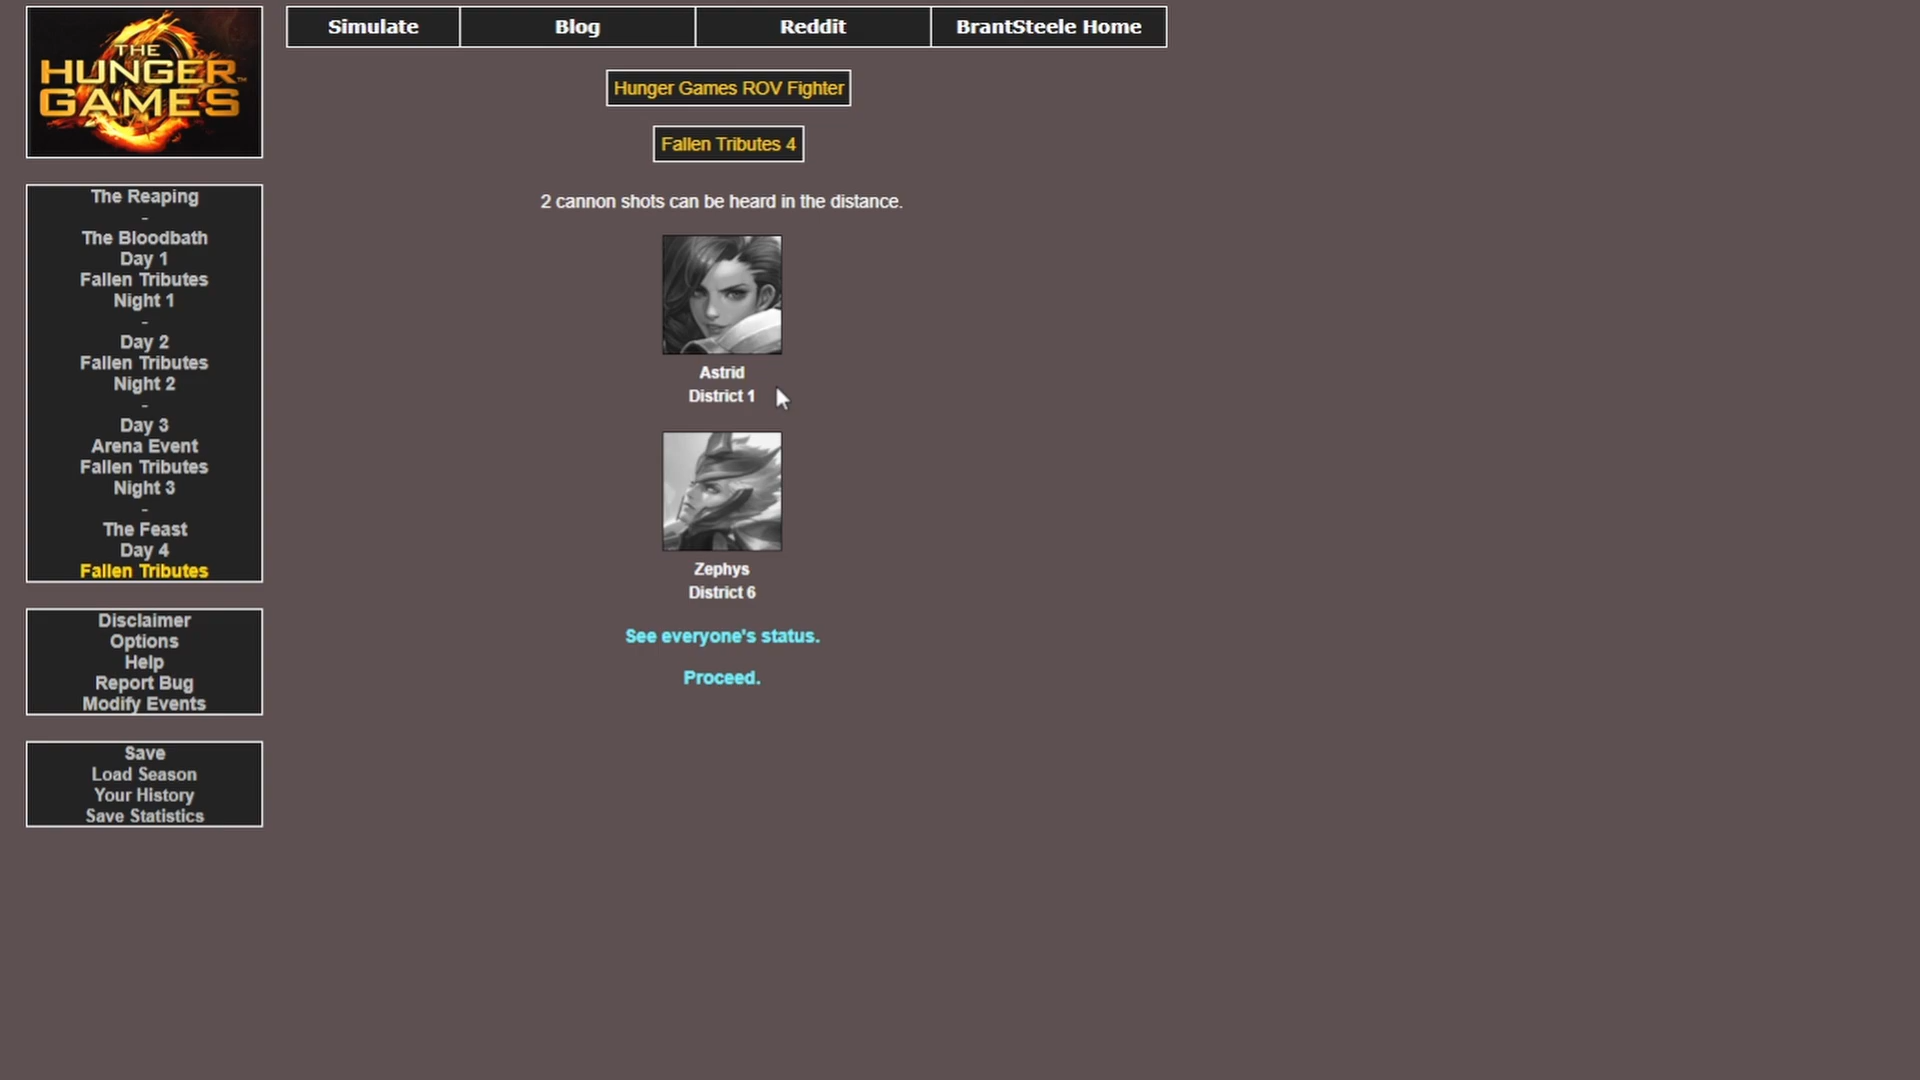 THE
HUNGER
GAMES
Simulate
Blog
Reddit
BrantSteele Home
Hunger Games ROV Fighter
Fallen Tributes 4
2 cannon shots can be heard in the distance.
Astrid
District 1
Zephys
District 6
See everyone's status.
Proceed.
The Reaping
-
The Bloodbath
Day 1
Fallen Tributes
Night 1
-
Day 2
Fallen Tributes
Night 2
-
Day 3
Arena Event
Fallen Tributes
Night 3
-
The Feast
Day 4
Fallen Tributes
Disclaimer
Options
Help
Report Bug
Modify Events
Save
Load Season
Your History
Save Statistics